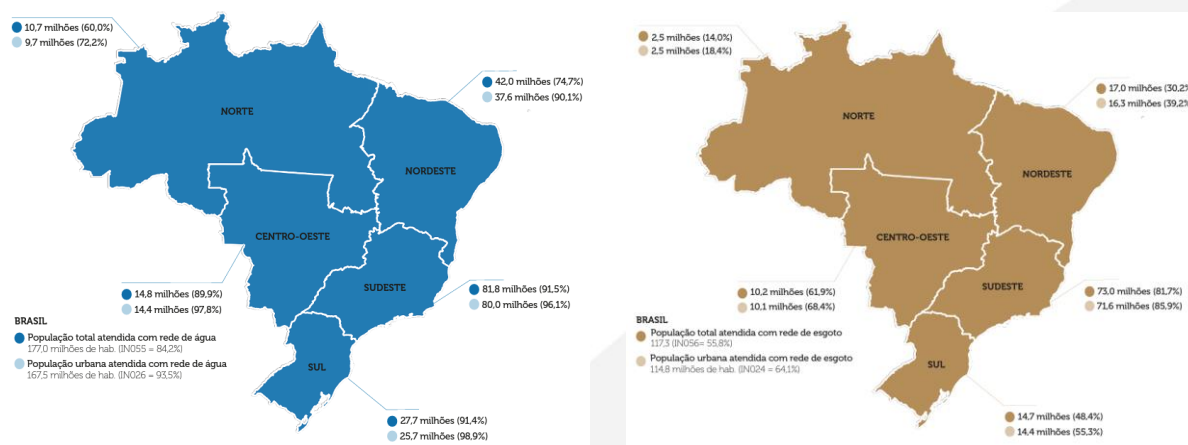 10,7 milhões (60,0%)
9,7 milhões (72,2%)
42,0 milhões (74,7%)
37,6 milhões (90,1%)
NORTE
NORDESTE
CENTRO-OESTE
SUDESTE
SUL
14,8 milhões (89,9%)
14,4 milhões (97,8%)
81,8 milhões (91,5%)
80,0 milhões (96,1%)
BRASIL
População total atendida com rede de água
177,0 milhões de hab. (IN055 = 84,2%)
População urbana atendida com rede de água
167,5 milhões de hab. (IN026 = 93,5%)
27,7 milhões (91,4%)
25,7 milhões (98,9%)
2,5 milhões (14,0%)
2,5 milhões (18,4%)
17,0 milhões (30,2%
16,3 milhões (39,2%
NORTE
NORDESTE
CENTRO-OESTE
SUDESTE
SUL
10,2 milhões (61,9%)
10,1 milhões (68,4%)
73,0 milhões (81,7%)
71,6 milhões (85,9%)
BRASIL
População total atendida com rede de esgoto
117,3 (IN056= 55,8%)
População urbana atendida com rede de esgoto
114,8 milhões de hab. (IN024 = 64,1%)
14,7 milhões (48,4%)
14,4 milhões (55,3%)